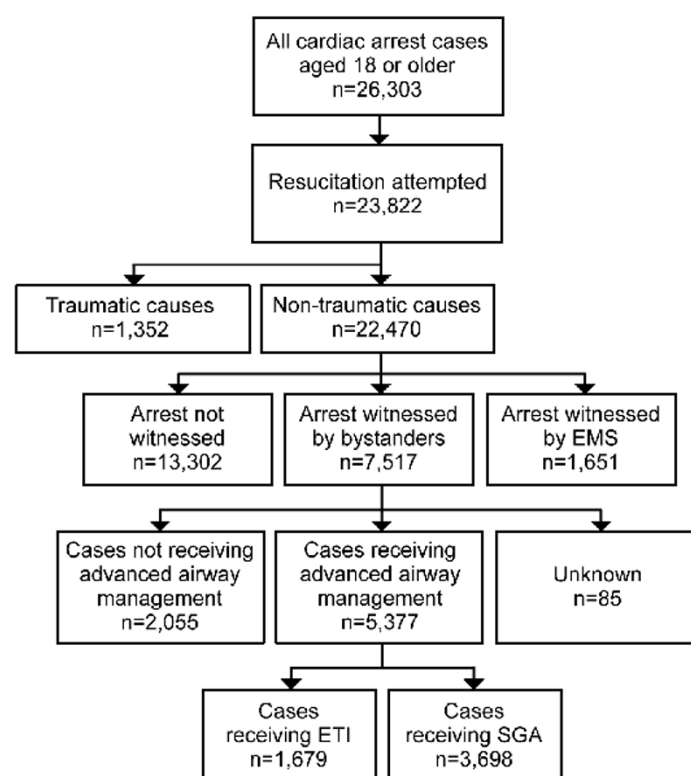 All cardiac arrest cases
aged 18 or older
n=26,303
Resucitation attempted
n=23,822
Traumatic causes
n=1,352
Non-traumatic causes
n=22,470
Arrest not
witnessed
n=13,302
Arrest witnessed
by bystanders
n=7,517
Arrest witnessed
by EMS
n=1,651
Cases not receiving
advanced airway
management
n=2,055
Cases receiving
advanced airway
management
n=5,377
Unknown
n=85
Cases
receiving ETI
n=1,679
Cases
receiving SGA
n=3,698